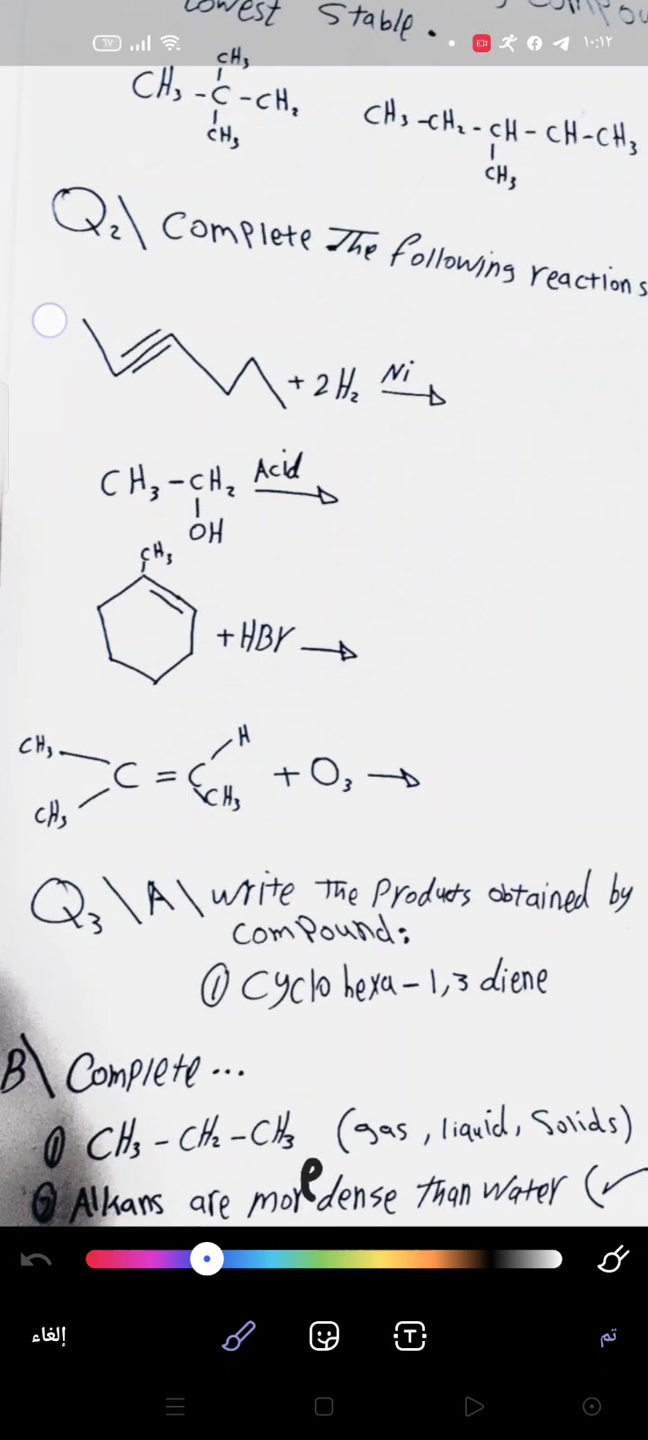 Lowest Stable.
TV ١٠:١٢
CH₃
CH₃ - C - CH₂
CH₃
CH₃ - CH₂ - CH - CH - CH₃
CH₃
Q₂\ Complete The following reactions
+ 2H₂ Ni
CH₃ - CH₂ Acid
OH
CH₃
+ HBr
CH₃ H
C = C + O₃
CH₃ CH₃
Q₃ \A\ write The Products obtained by
Compound:
① Cyclo hexa - 1,3 diene
B\ Complete ...
① CH₃ - CH₂ - CH₃ (gas, liquid, Solids)
② Alkans are more dense than water (✓
T
إلغاء
تم